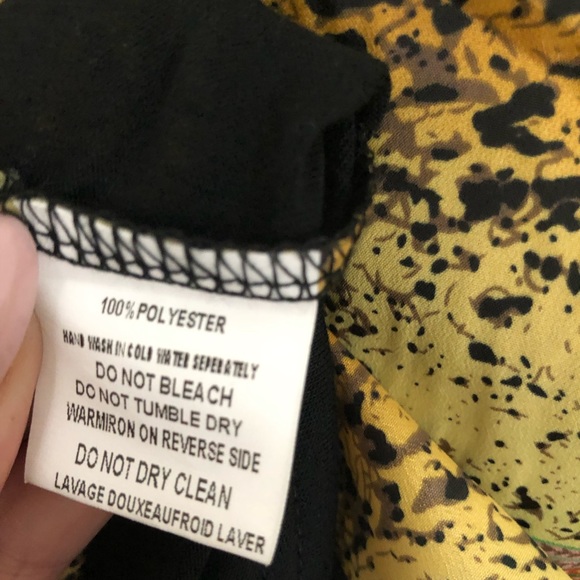 100%POLYESTER
HAND WASH IN COLD WATER SEPERATELY
DO NOT BLEACH
DO NOT TUMBLE DRY
WARMIRON ON REVERSE SIDE
DO NOT DRY CLEAN
LAVAGE DOUXEAUFROID LAVER